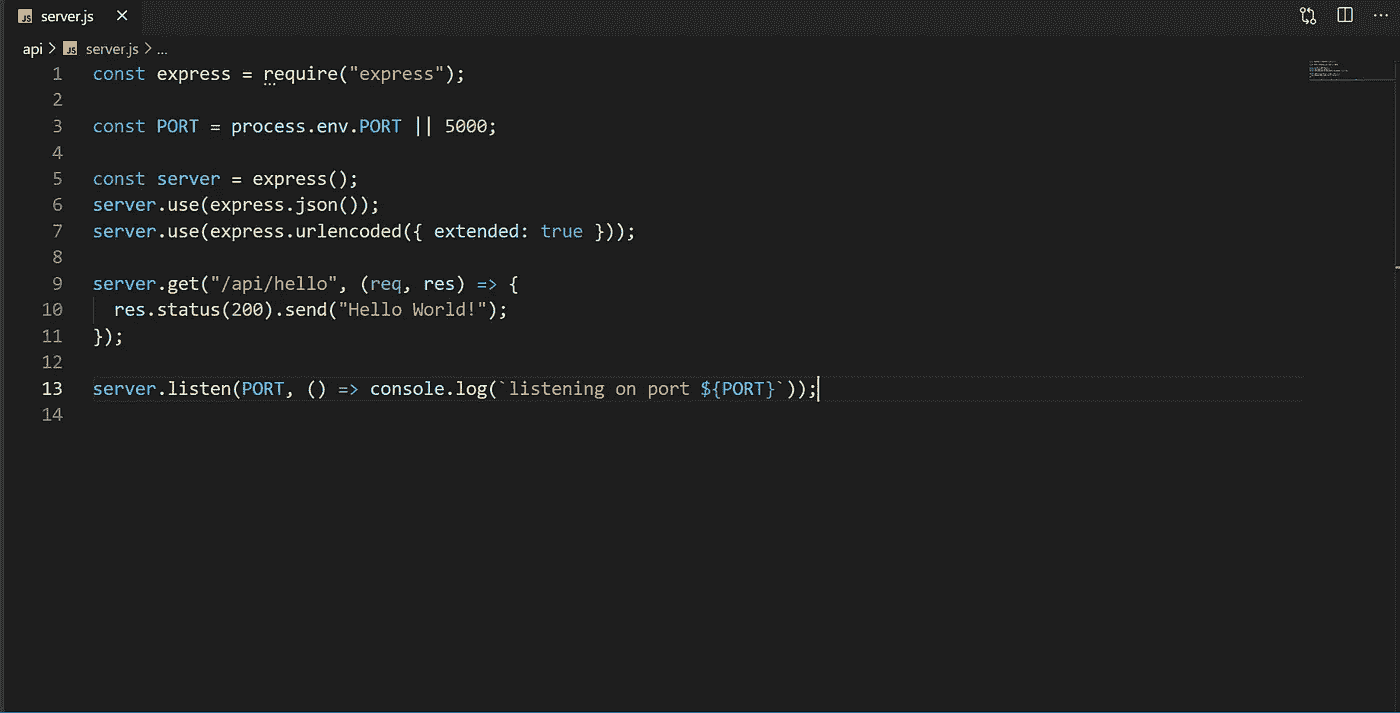 JS server.js ×
api > JS server.js > ...
1 const express = require("express");
2
3 const PORT = process.env.PORT || 5000;
4
5 const server = express();
6 server.use(express.json());
7 server.use(express.urlencoded({ extended: true }));
8
9 server.get("/api/hello", (req, res) => {
10   res.status(200).send("Hello World!");
11 });
12
13 server.listen(PORT, () => console.log(`listening on port ${PORT}`));
14